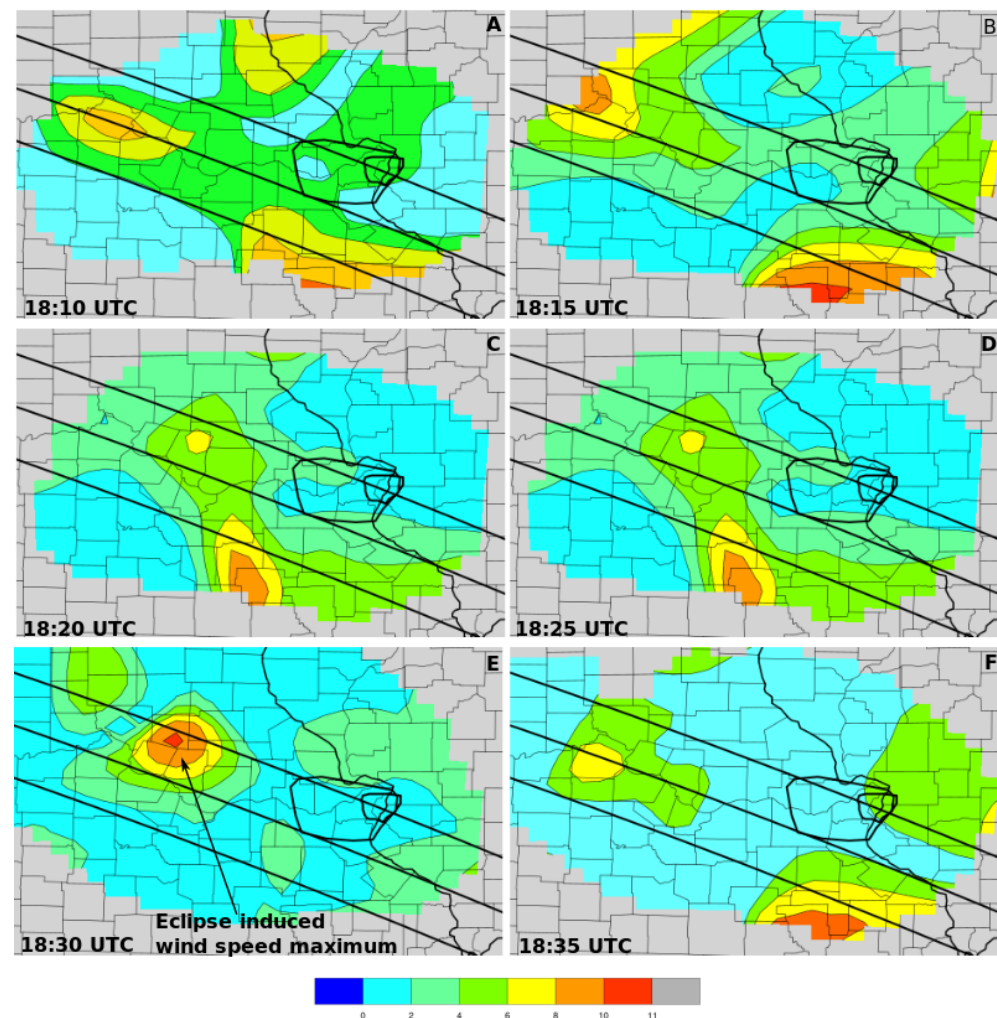 A
18:10 UTC
B
18:15 UTC
C
18:20 UTC
D
18:25 UTC
E
Eclipse induced
wind speed maximum
18:30 UTC
F
18:35 UTC
0 2 4 6 8 10 11